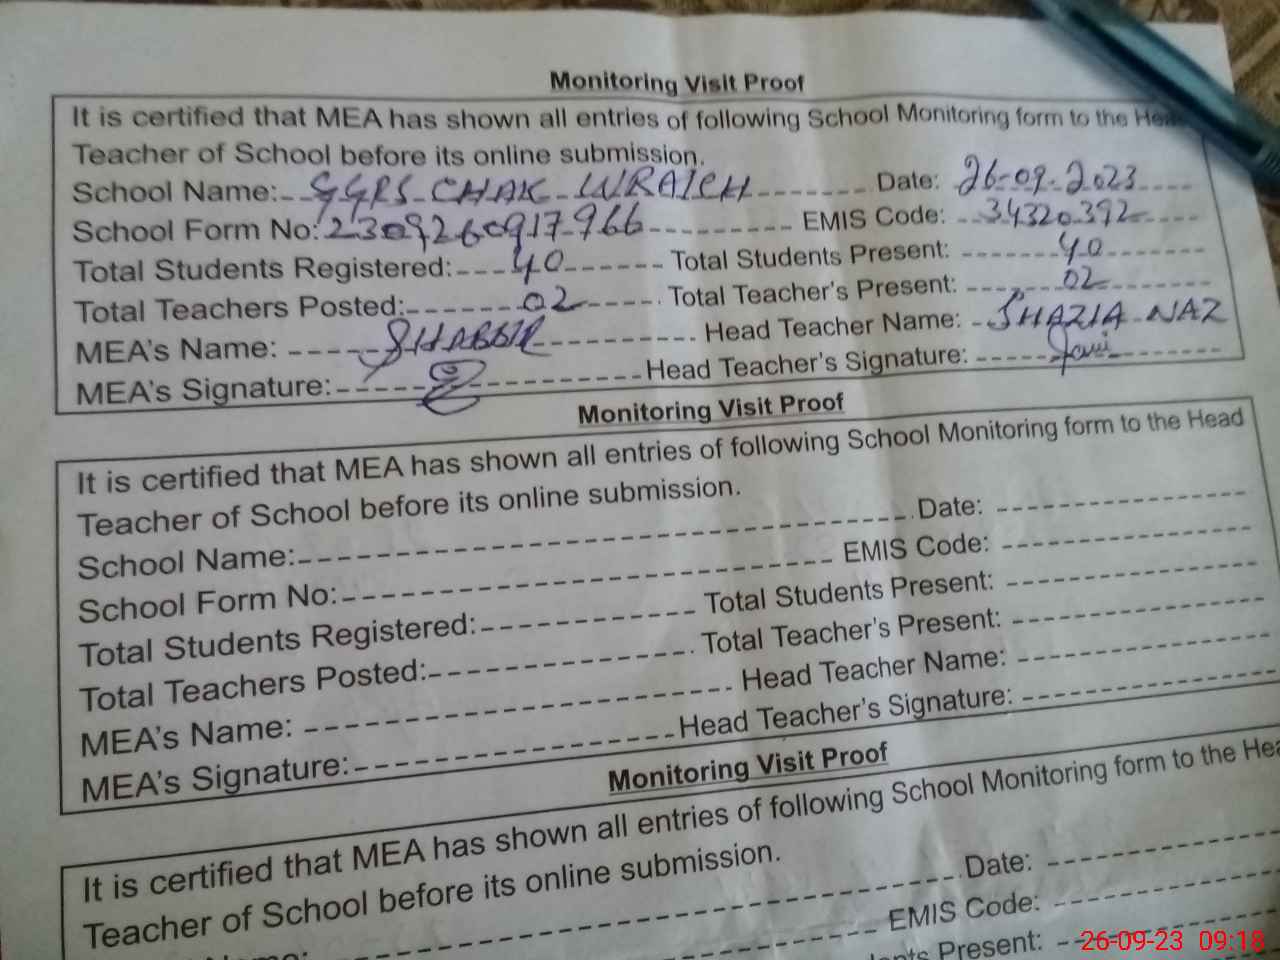 Monitoring Visit Proof
It is certified that MEA has shown all entries of following School Monitoring form to the Head
Teacher of School before its online submission.
School Name: GGPS CHAK WRAICH Date: 26-09-2023
School Form No: 2309260917966 EMIS Code: 34320392
Total Students Registered: 40 Total Students Present: 40
Total Teachers Posted: 02 Total Teacher's Present: 02
MEA's Name: SHABBIR Head Teacher Name: SHAZIA NAZ
MEA's Signature: Head Teacher's Signature:
Monitoring Visit Proof
It is certified that MEA has shown all entries of following School Monitoring form to the Head
Teacher of School before its online submission.
School Name: Date:
School Form No: EMIS Code:
Total Students Registered: Total Students Present:
Total Teachers Posted: Total Teacher's Present:
MEA's Name: Head Teacher Name:
MEA's Signature: Head Teacher's Signature:
Monitoring Visit Proof
It is certified that MEA has shown all entries of following School Monitoring form to the Hea
Teacher of School before its online submission.
Date:
EMIS Code:
Name: nts Present:
26-09-23 09:18